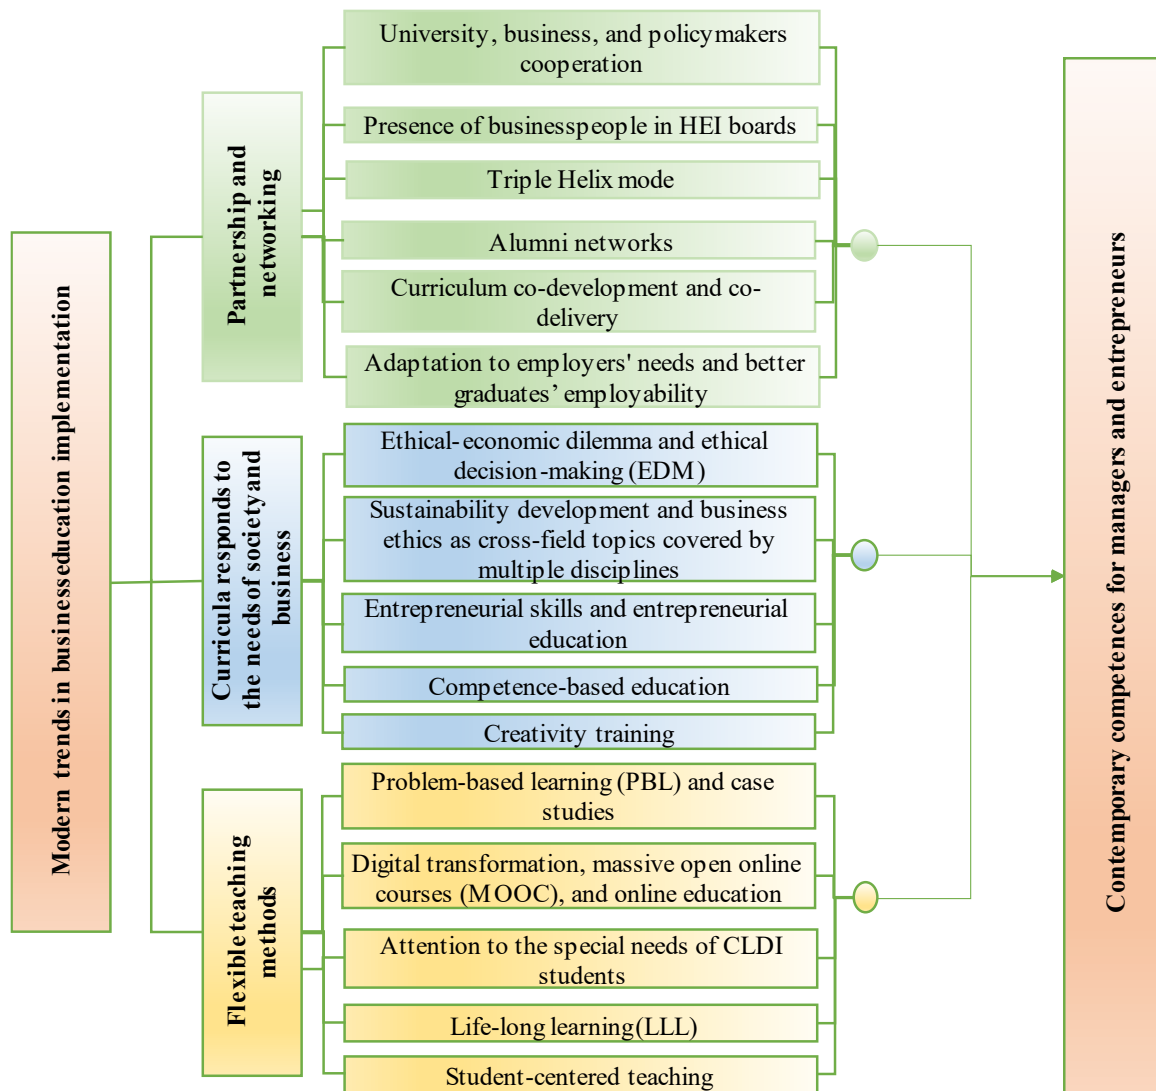 Modern trends in business education implementation
Partnership and
networking
University, business, and policymakers
cooperation
Presence of businesspeople in HEI boards
Triple Helix mode
Alumni networks
Curriculum co-development and co-
delivery
Adaptation to employers' needs and better
graduates’ employability
Curricula responds to
the needs of society and
business
Ethical-economic dilemma and ethical
decision-making (EDM)
Sustainability development and business
ethics as cross-field topics covered by
multiple disciplines
Entrepreneurial skills and entrepreneurial
education
Competence-based education
Creativity training
Flexible teaching
methods
Problem-based learning (PBL) and case
studies
Digital transformation, massive open online
courses (MOOC), and online education
Attention to the special needs of CLDI
students
Life-long learning (LLL)
Student-centered teaching
Contemporary competences for managers and entrepreneurs